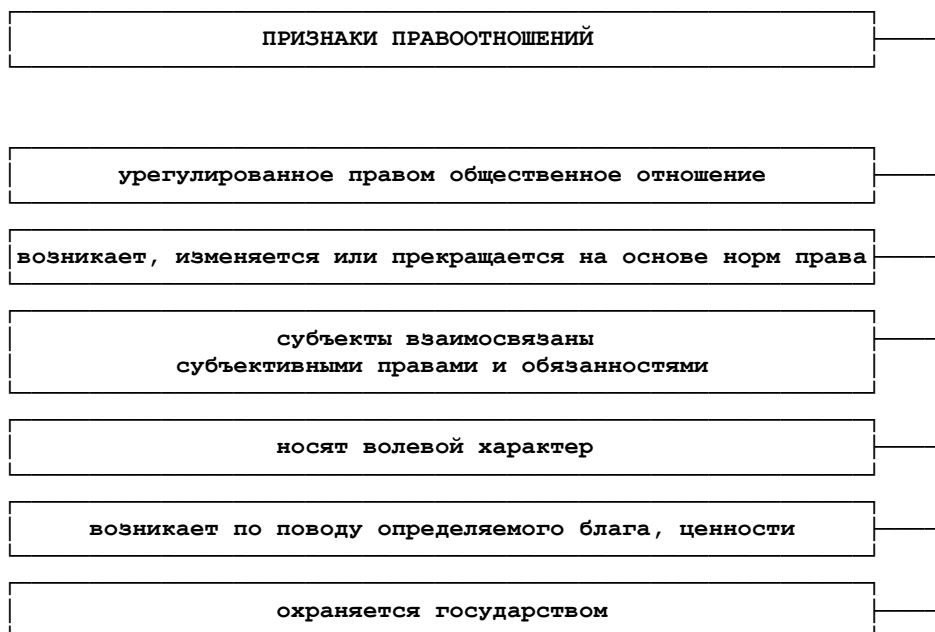 ПРИЗНАКИ ПРАВООТНОШЕНИЙ
урегулированное правом общественное отношение
возникает, изменяется или прекращается на основе норм права
субъекты взаимосвязаны
субъективными правами и обязанностями
носят волевой характер
возникает по поводу определяемого блага, ценности
охраняется государством